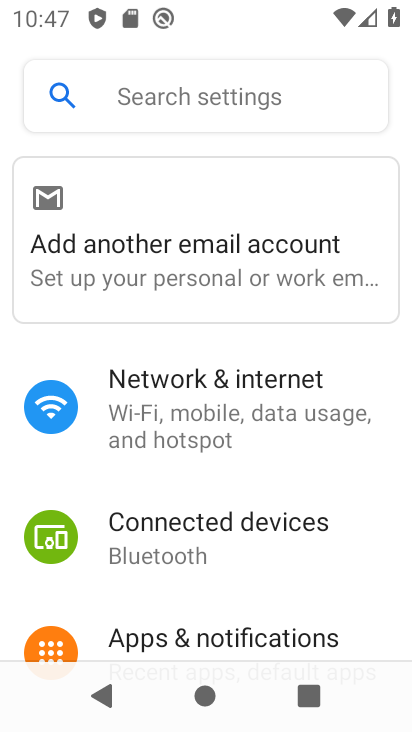 10:47
Search settings
Add another email account
Set up your personal or work em…
Network & internet
Wi-Fi, mobile, data usage,
and hotspot
Connected devices
Bluetooth
Apps & notifications
Recent apps, default apps